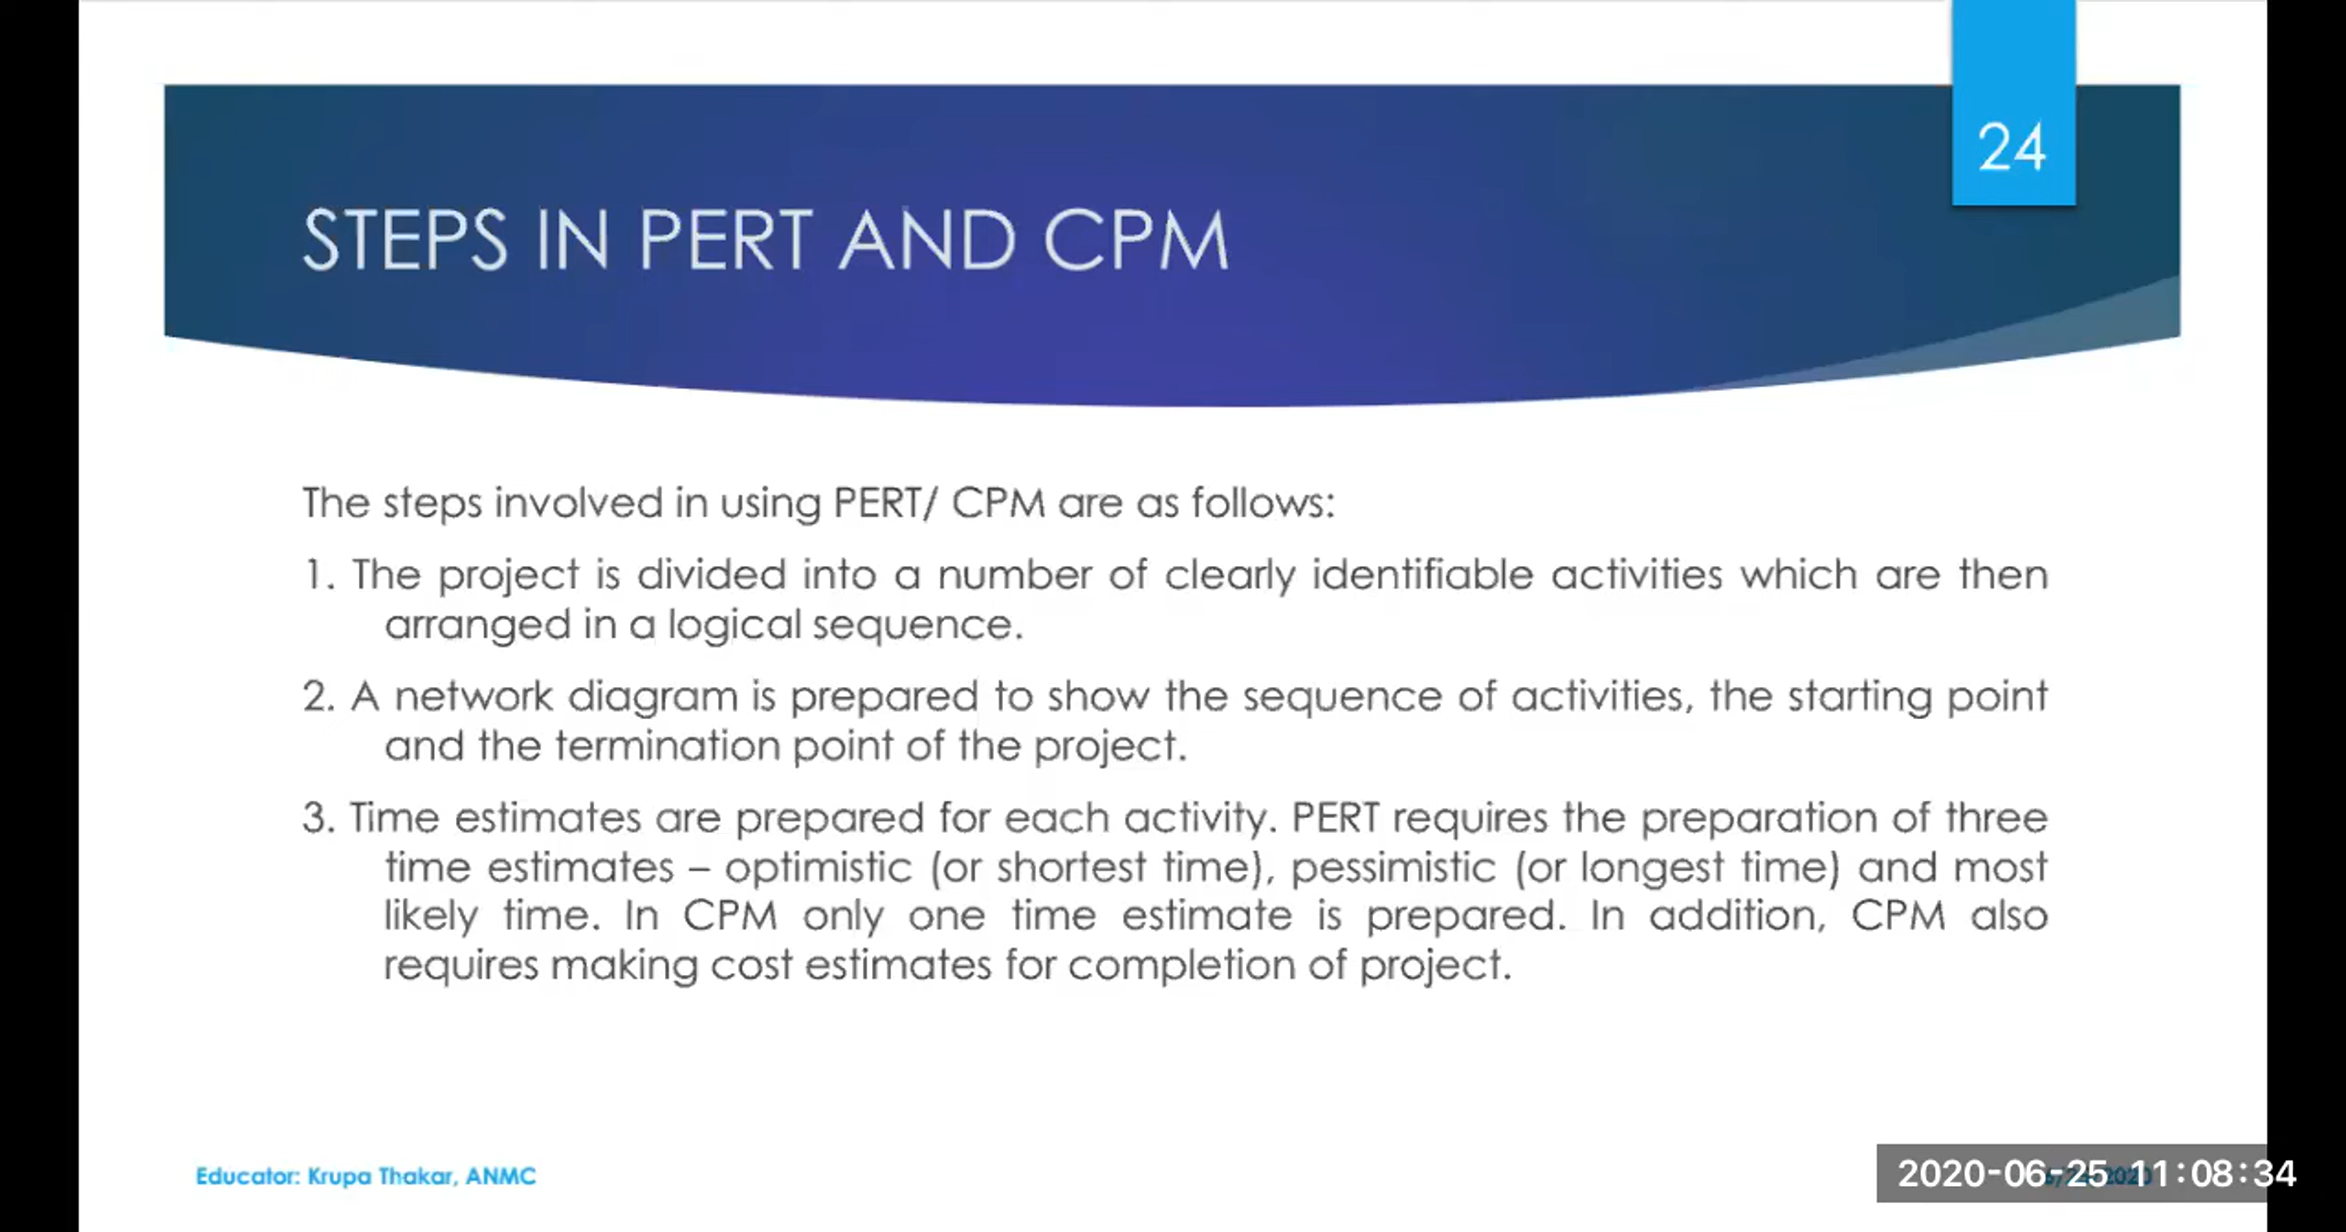 24
STEPS IN PERT AND CPM
The steps involved in using PERT/ CPM are as follows:
1. The project is divided into a number of clearly identifiable activities which are then
arranged in a logical sequence.
2. A network diagram is prepared to show the sequence of activities, the starting point
and the termination point of the project.
3. Time estimates are prepared for each activity. PERT requires the preparation of three
time estimates – optimistic (or shortest time), pessimistic (or longest time) and most
likely time. In CPM only one time estimate is prepared. In addition, CPM also
requires making cost estimates for completion of project.
Educator: Krupa Thakar, ANMC
2020-06-25 11:08:34